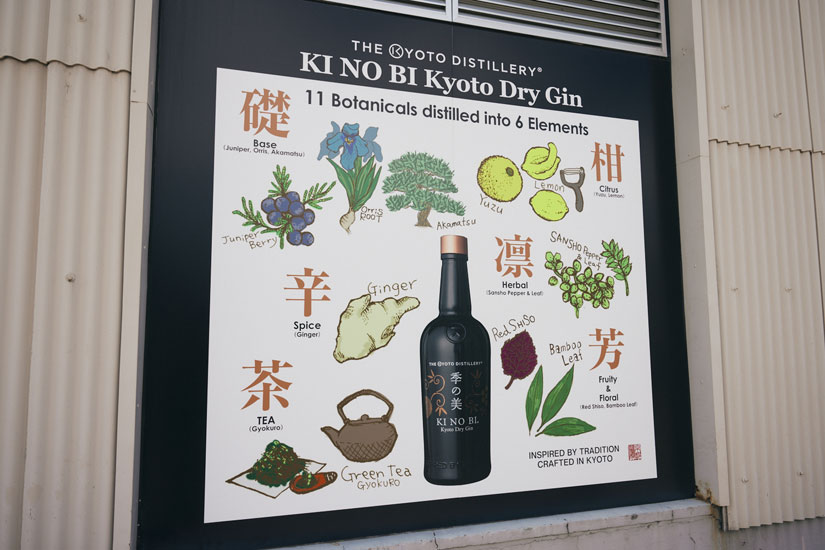 THE KYOTO DISTILLERY®
KI NO BI Kyoto Dry Gin
11 Botanicals distilled into 6 Elements
礎
Base
(Juniper, Orris, Akamatsu)
Juniper
Berry
Orris
ROOT
Akamatsu
Yuzu
Lemon
柑
Citrus
(Yuzu, Lemon)
辛
Spice
(Ginger)
Ginger
凛
Herbal
(Sansho Pepper & Leaf)
SANSHO Pepper
& Leaf
茶
TEA
(Gyokuro)
Green Tea
GYOKURO
Red SHISO
Bamboo
Leaf
芳
Fruity
&
Floral
(Red Shiso, Bamboo Leaf)
THE KYOTO DISTILLERY®
季の美
KI NO BI
Kyoto Dry Gin
INSPIRED BY TRADITION
CRAFTED IN KYOTO